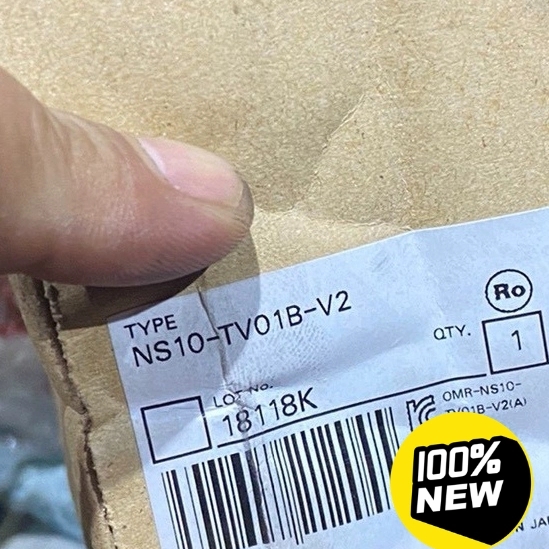 Ro
TYPE
NS10-TV01B-V2
QTY. 1
LOT No.
18118K
OMR-NS10-
TV01B-V2(A)
100%
NEW